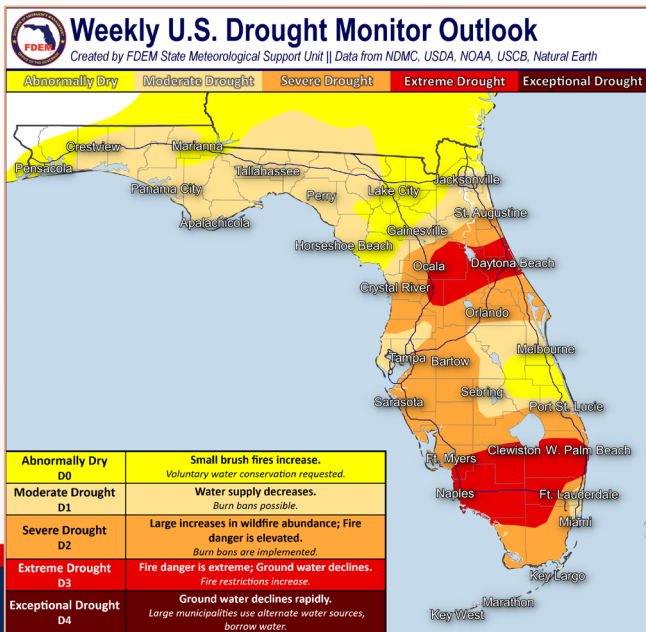 FDEM
Weekly U.S. Drought Monitor Outlook
Created by FDEM State Meteorological Support Unit || Data from NDMC, USDA, NOAA, USCB, Natural Earth
Abnormally Dry
Moderate Drought
Severe Drought
Extreme Drought
Exceptional Drought
Crestview
Marianna
Pensacola
Tallahassee
Jacksonville
Panama City
Perry
Lake City
Apalachicola
St. Augustine
Gainesville
Horseshoe Beach
Ocala
Daytona Beach
Crystal River
Orlando
Tampa
Bartow
Melbourne
Sebring
Sarasota
Port St. Lucie
Ft. Myers
Clewiston
W. Palm Beach
Naples
Ft. Lauderdale
Miami
Key Largo
Marathon
Key West
Abnormally Dry
D0
Small brush fires increase.
Voluntary water conservation requested.
Moderate Drought
D1
Water supply decreases.
Burn bans possible.
Severe Drought
D2
Large increases in wildfire abundance; Fire
danger is elevated.
Burn bans are implemented.
Extreme Drought
D3
Fire danger is extreme; Ground water declines.
Fire restrictions increase.
Exceptional Drought
D4
Ground water declines rapidly.
Large municipalities use alternate water sources,
borrow water.